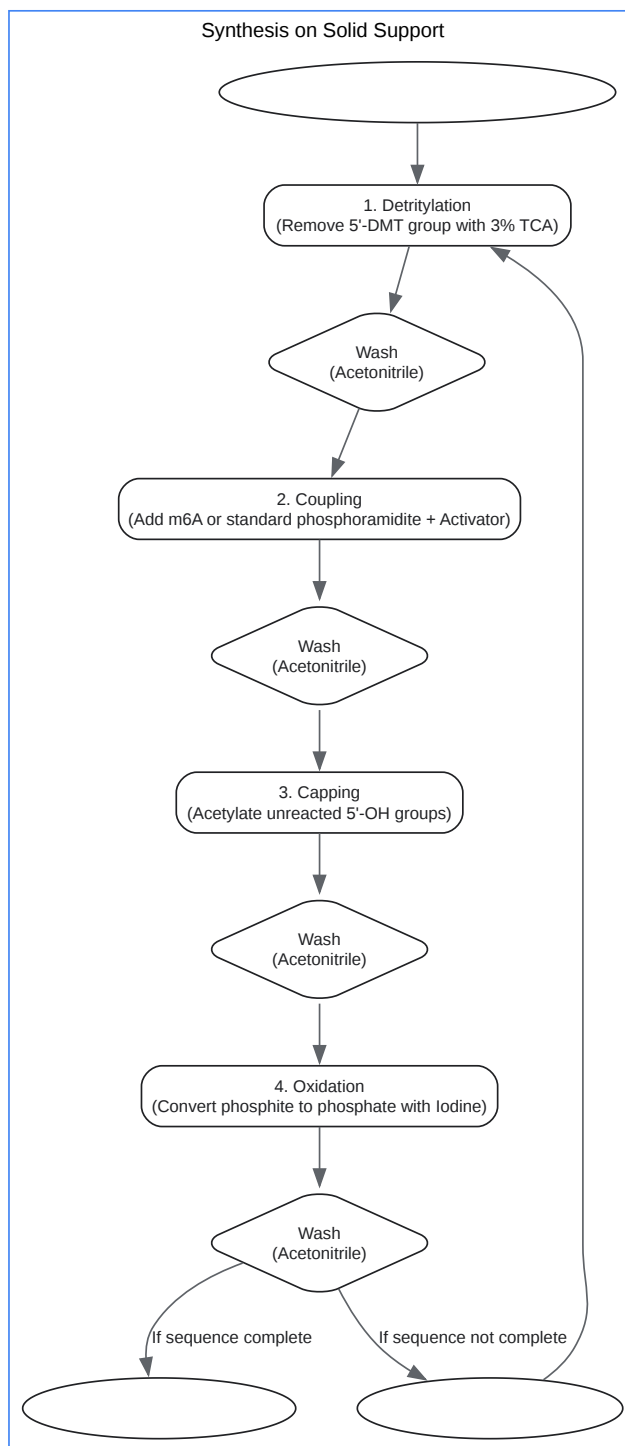 Synthesis on Solid Support
1. Detritylation
(Remove 5'-DMT group with 3% TCA)
Wash
(Acetonitrile)
2. Coupling
(Add m6A or standard phosphoramidite + Activator)
Wash
(Acetonitrile)
3. Capping
(Acetylate unreacted 5'-OH groups)
Wash
(Acetonitrile)
4. Oxidation
(Convert phosphite to phosphate with Iodine)
Wash
(Acetonitrile)
If sequence complete
If sequence not complete